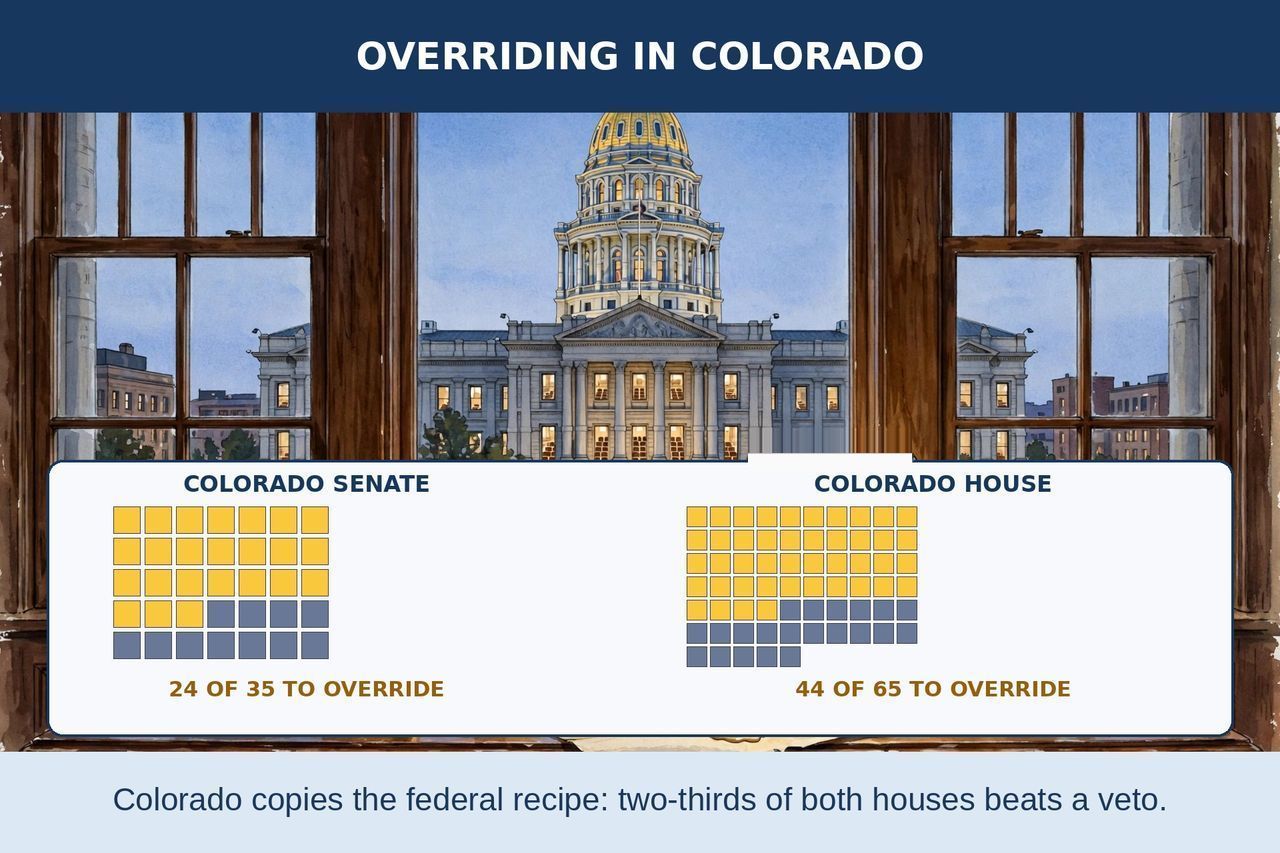 OVERRIDING IN COLORADO
COLORADO SENATE
COLORADO HOUSE
24 OF 35 TO OVERRIDE
44 OF 65 TO OVERRIDE
Colorado copies the federal recipe: two-thirds of both houses beats a veto.